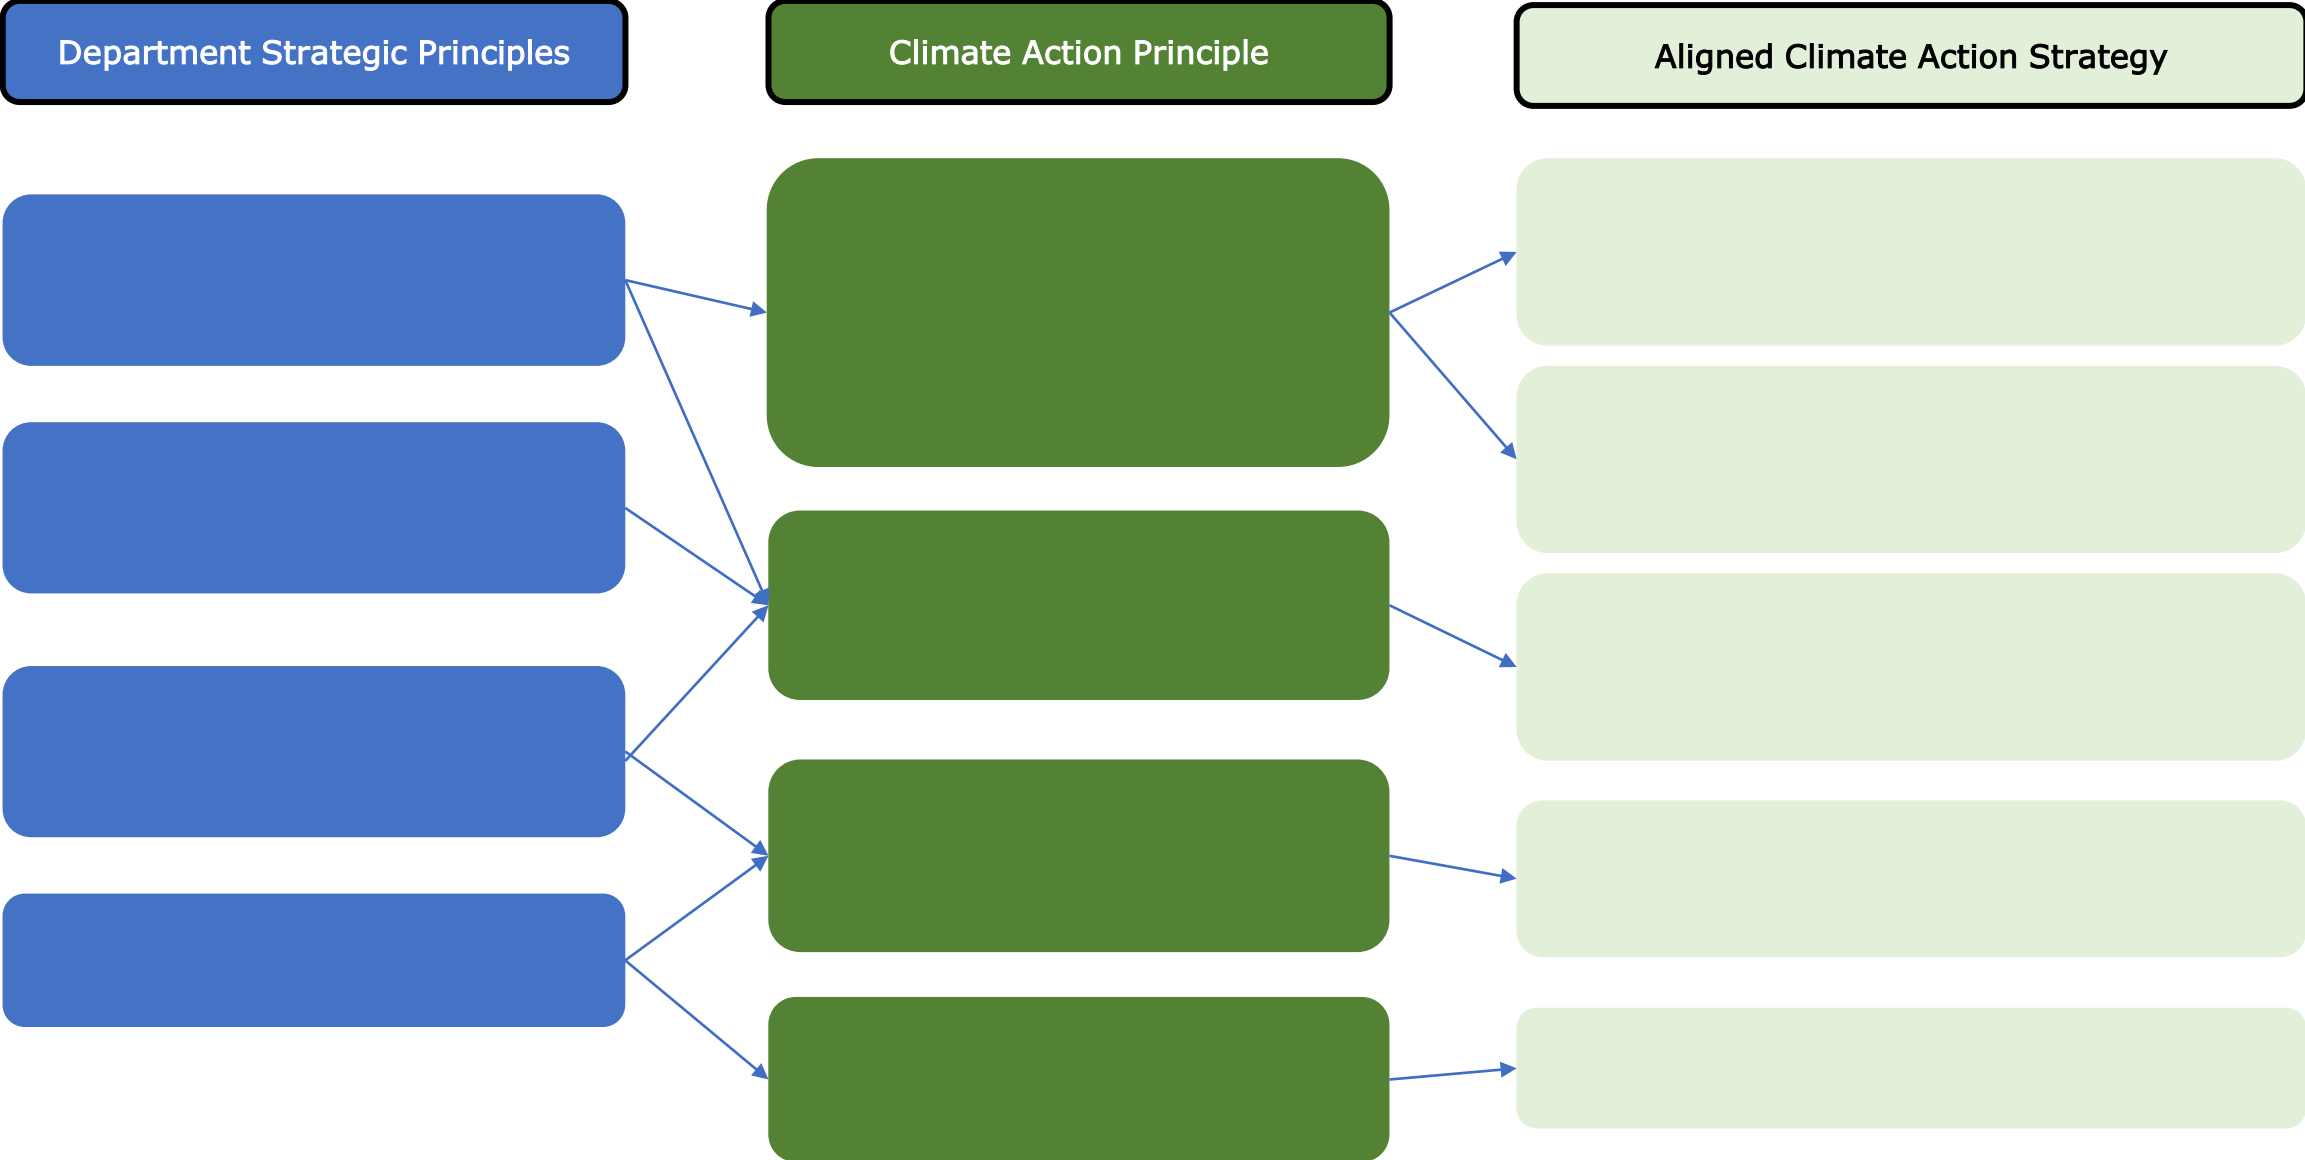 Department Strategic Principles
Climate Action Principle
Aligned Climate Action Strategy